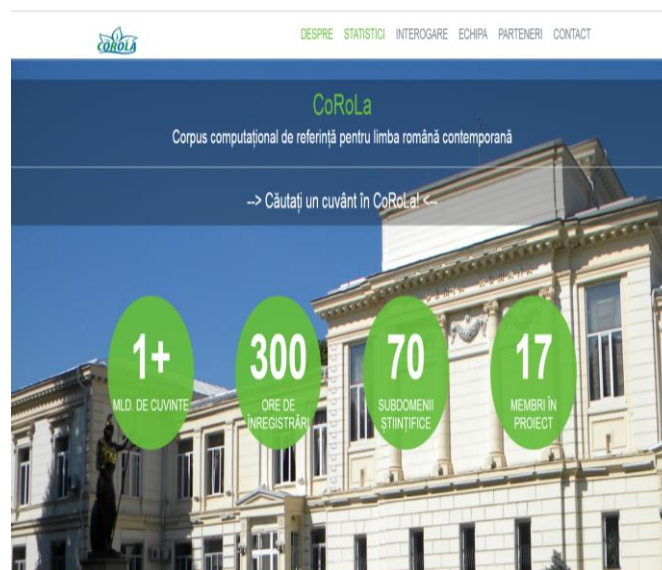 COROLA
DESPRE STATISTICI INTEROGARE ECHIPA PARTENERI CONTACT
CoRoLa
Corpus computațional de referință pentru limba română contemporană
--> Căutați un cuvânt în CoRoLa! <--
1+
MLD. DE CUVINTE
300
ORE DE
ÎNREGISTRĂRI
70
SUBDOMENII
ȘTIINȚIFICE
17
MEMBRI ÎN
PROIECT